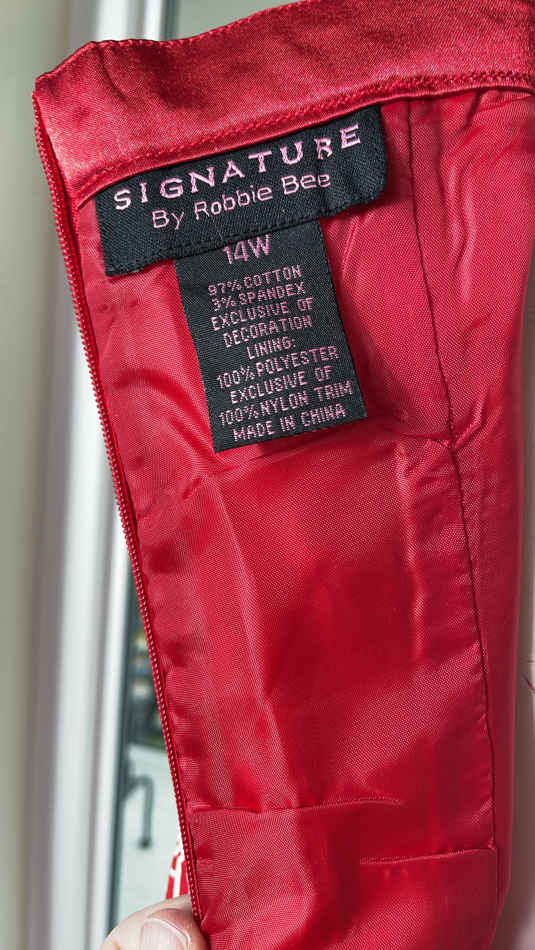 SIGNATURE
By Robbie Bee
14W
97% COTTON
3% SPANDEX
EXCLUSIVE OF
DECORATION
LINING:
100% POLYESTER
EXCLUSIVE OF
100% NYLON TRIM
MADE IN CHINA